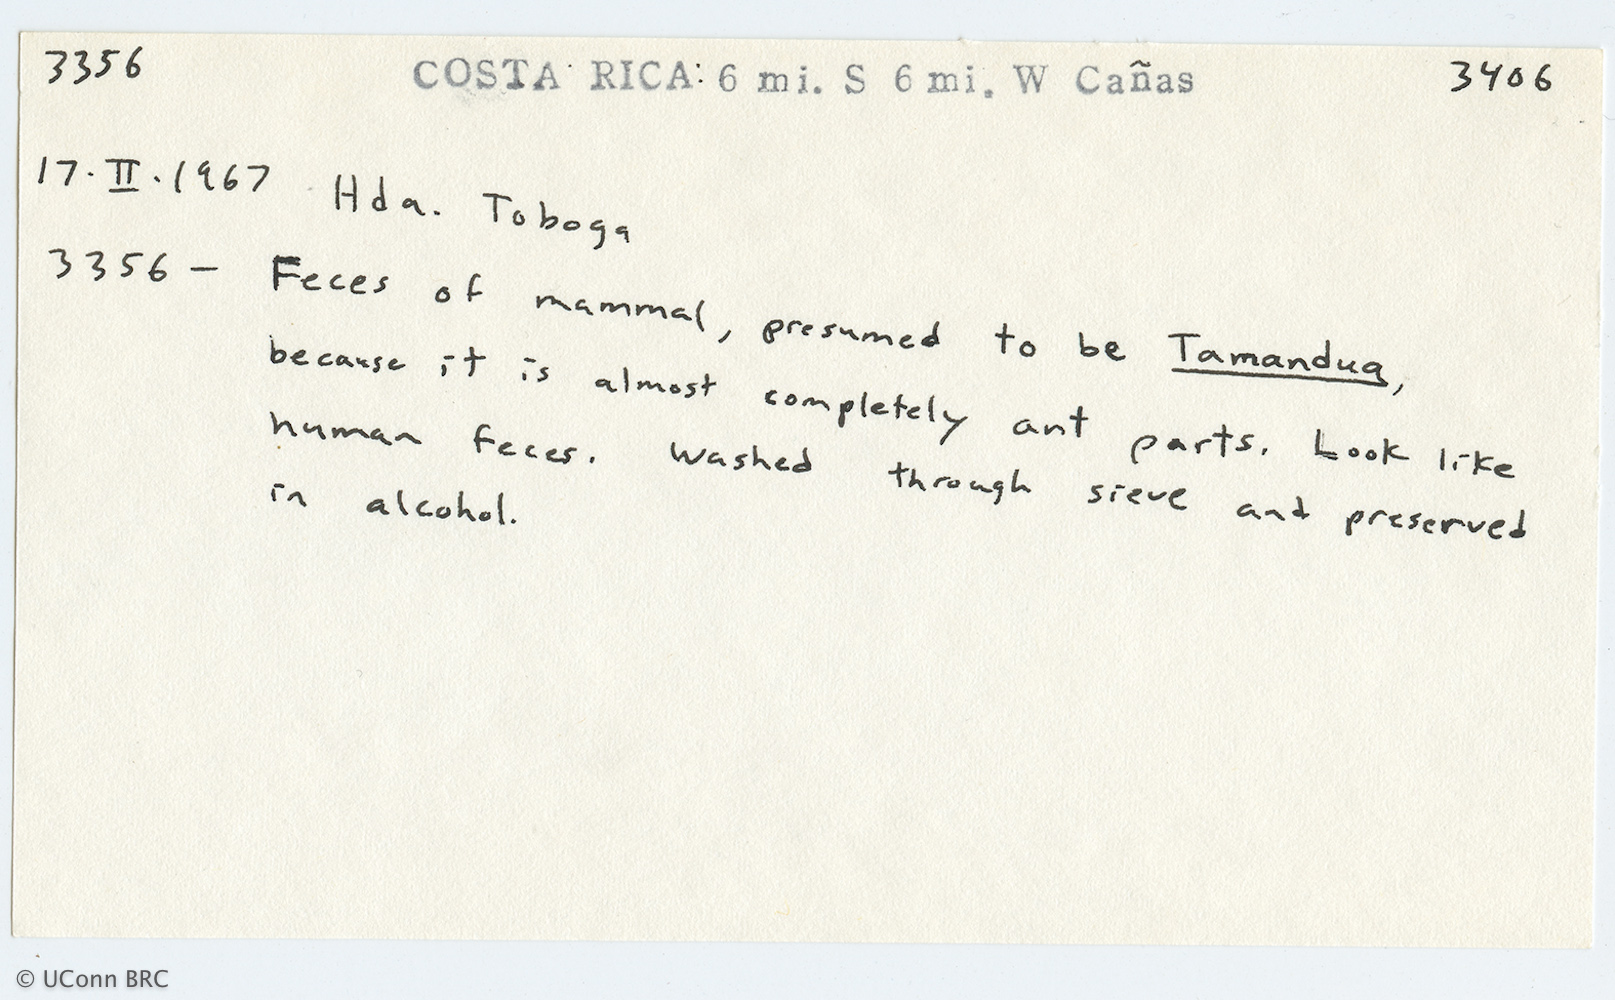 3356 COSTA RICA: 6 mi. S 6 mi. W Cañas 3406
17.II.1967 Hda. Toboga
3356 - Feces of mammal, presumed to be Tamandua,
because it is almost completely ant parts. Look like
human feces. Washed through sieve and preserved
in alcohol.
© UConn BRC